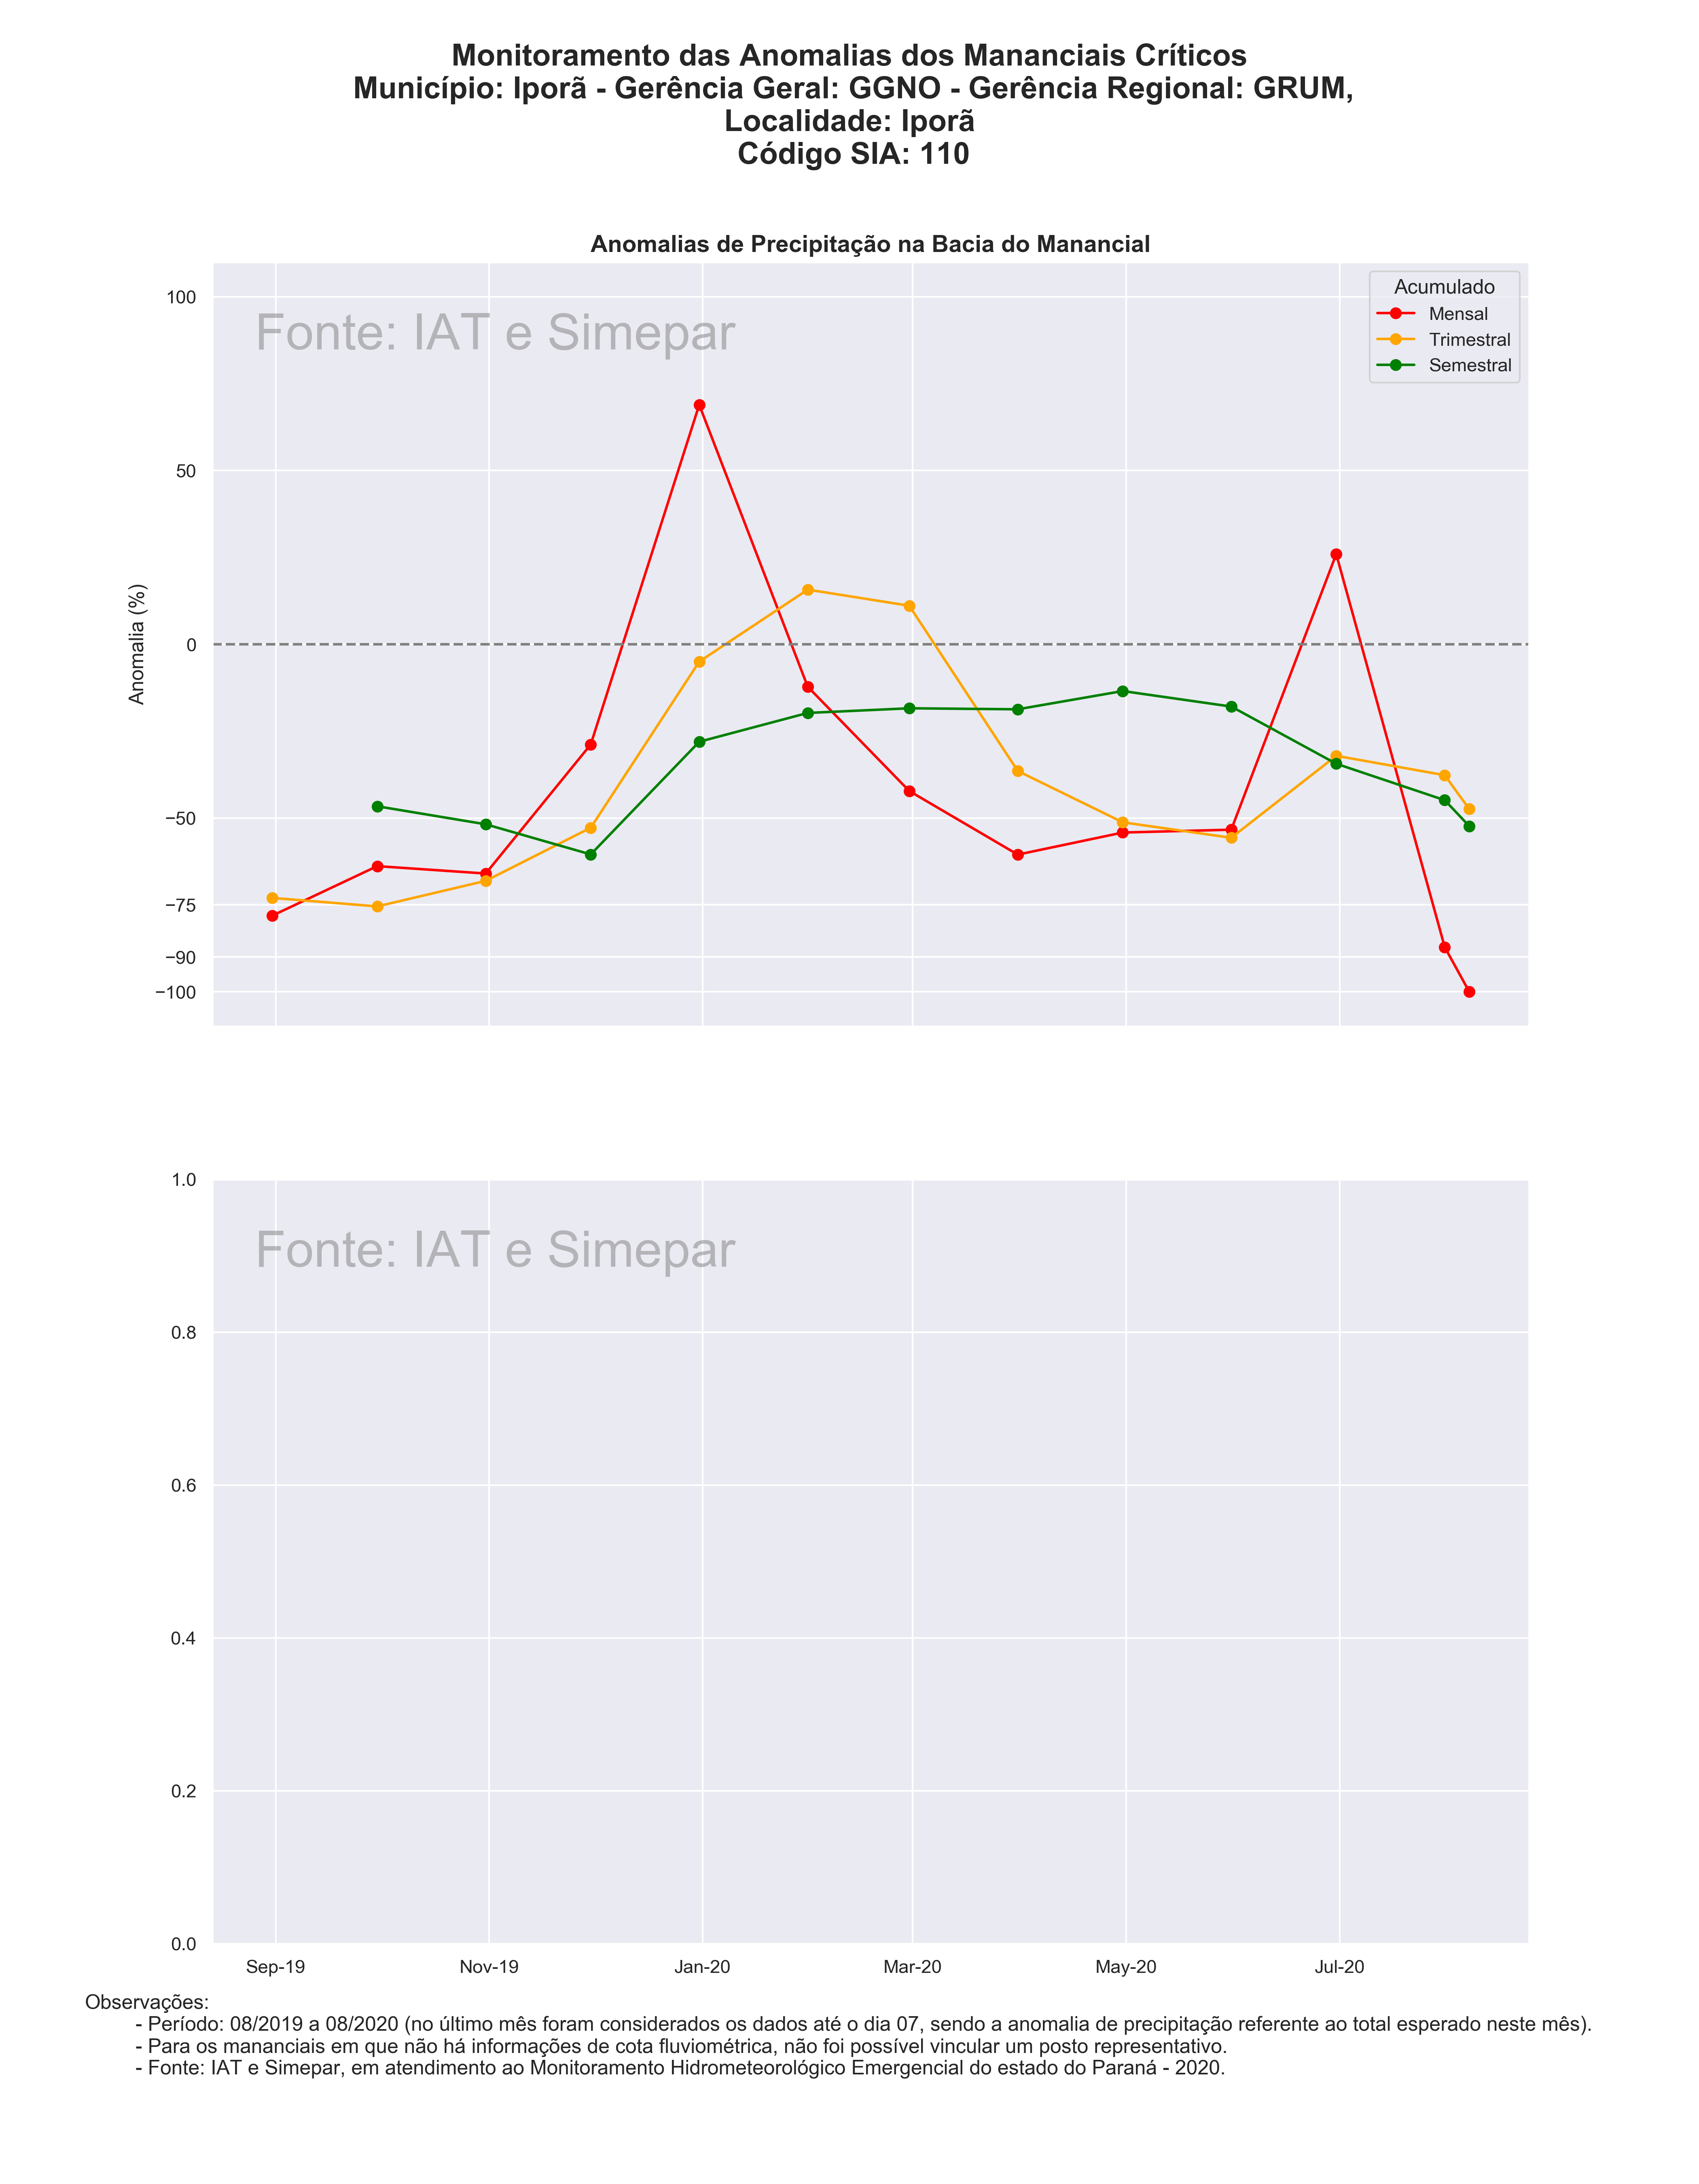 Monitoramento das Anomalias dos Mananciais Críticos
Município: Iporã - Gerência Geral: GGNO - Gerência Regional: GRUM,
Localidade: Iporã
Código SIA: 110
Anomalias de Precipitação na Bacia do Manancial
Fonte: IAT e Simepar
Acumulado
Mensal
Trimestral
Semestral
Anomalia (%)
100
50
0
−50
−75
−90
−100
Fonte: IAT e Simepar
1.0
0.8
0.6
0.4
0.2
0.0
Sep-19 Nov-19 Jan-20 Mar-20 May-20 Jul-20
Observações:
- Período: 08/2019 a 08/2020 (no último mês foram considerados os dados até o dia 07, sendo a anomalia de precipitação referente ao total esperado neste mês).
- Para os mananciais em que não há informações de cota fluviométrica, não foi possível vincular um posto representativo.
- Fonte: IAT e Simepar, em atendimento ao Monitoramento Hidrometeorológico Emergencial do estado do Paraná - 2020.